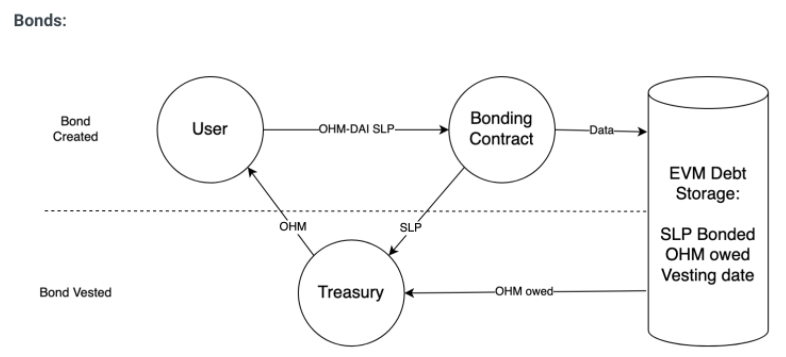 Bonds:
Bond
Created
User
OHM-DAI SLP
Bonding
Contract
Data
EVM Debt
Storage:
SLP Bonded
OHM owed
Vesting date
OHM
SLP
Bond Vested
Treasury
OHM owed